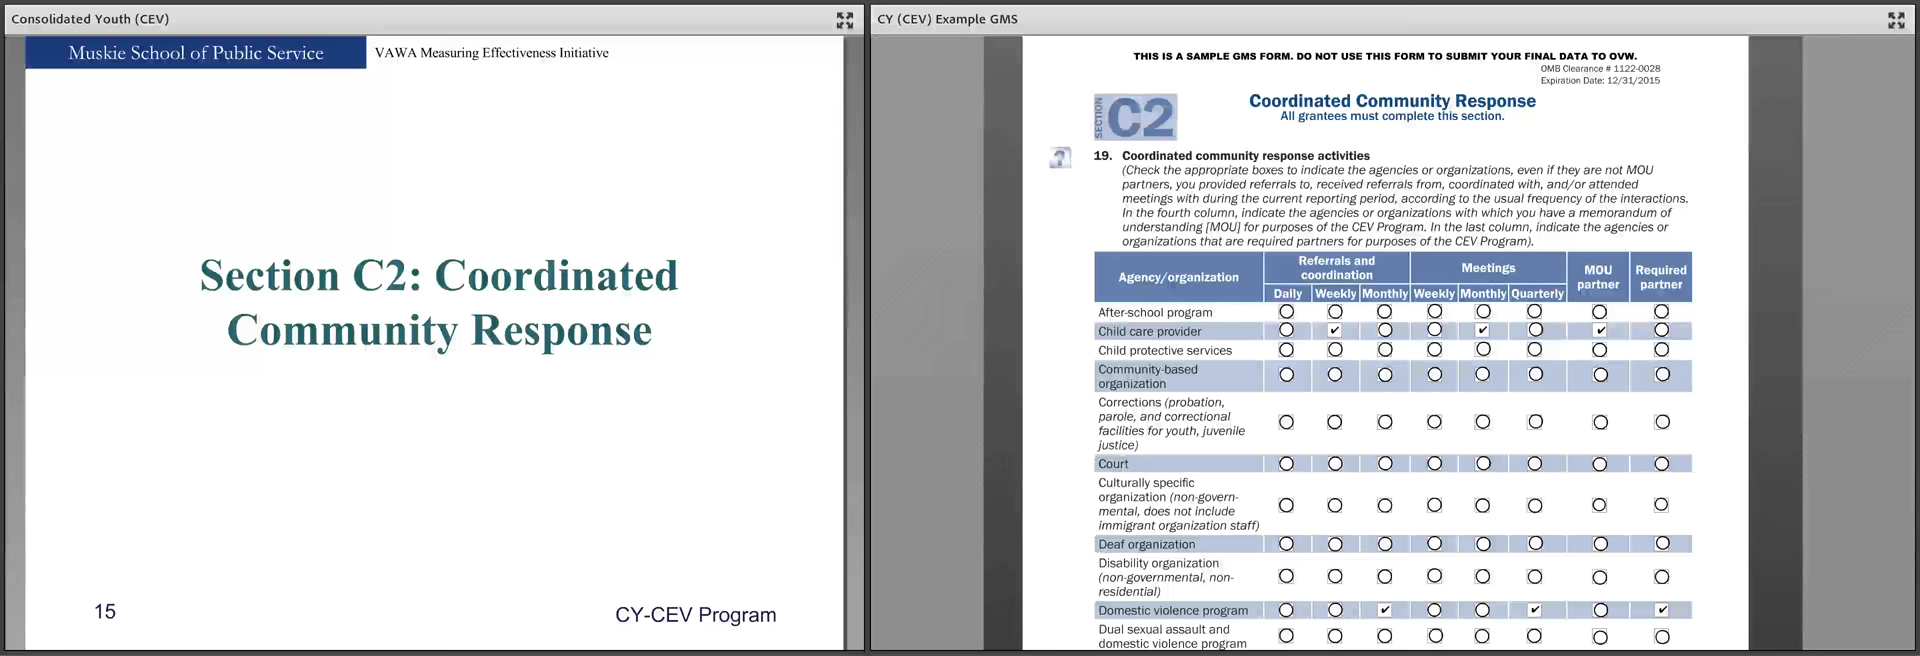 Consolidated Youth (CEV)
Muskie School of Public Service
VAWA Measuring Effectiveness Initiative
Section C2: Coordinated
Community Response
15
CY-CEV Program
CY (CEV) Example GMS
THIS IS A SAMPLE GMS FORM. DO NOT USE THIS FORM TO SUBMIT YOUR FINAL DATA TO OVW.
OMB Clearance # 1122-0028
Expiration Date: 12/31/2015
SECTION C2
Coordinated Community Response
All grantees must complete this section.
?
19. Coordinated community response activities
(Check the appropriate boxes to indicate the agencies or organizations, even if they are not MOU
partners, you provided referrals to, received referrals from, coordinated with, and/or attended
meetings with during the current reporting period, according to the usual frequency of the interactions.
In the fourth column, indicate the agencies or organizations with which you have a memorandum of
understanding [MOU] for purposes of the CEV Program. In the last column, indicate the agencies or
organizations that are required partners for purposes of the CEV Program).
Agency/organization
Referrals and
coordination
Meetings
MOU
partner
Required
partner
Daily Weekly Monthly Weekly Monthly Quarterly
After-school program
Child care provider
Child protective services
Community-based
organization
Corrections (probation,
parole, and correctional
facilities for youth, juvenile
justice)
Court
Culturally specific
organization (non-govern-
mental, does not include
immigrant organization staff)
Deaf organization
Disability organization
(non-governmental, non-
residential)
Domestic violence program
Dual sexual assault and
domestic violence program